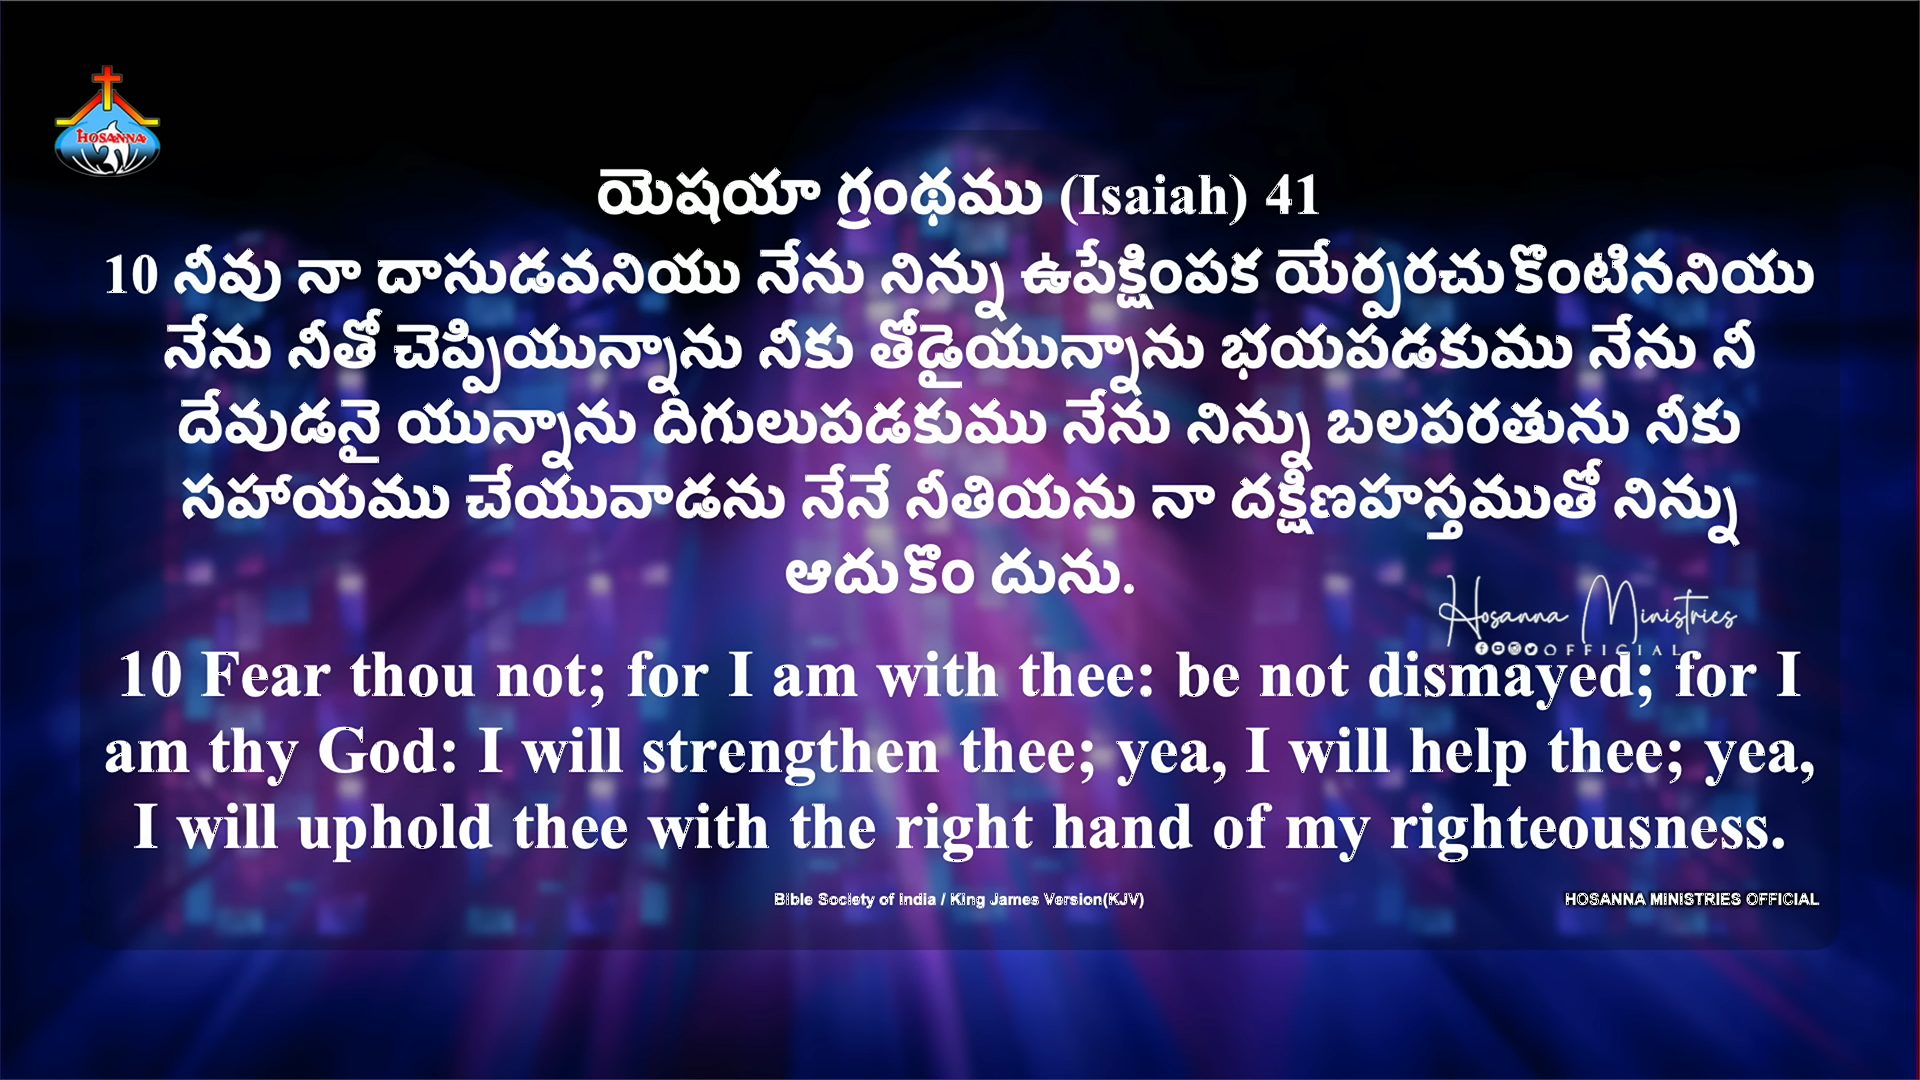 HOSANNA
యెషయా గ్రంథము (Isaiah) 41
10 నీవు నా దాసుడవనియు నేను నిన్ను ఉపేక్షింపక యేర్పరచుకొంటిననియు
నేను నీతో చెప్పియున్నాను నీకు తోడైయున్నాను భయపడకుము నేను నీ
దేవుడనై యున్నాను దిగులుపడకుము నేను నిన్ను బలపరతును నీకు
సహాయము చేయువాడను నేనే నీతియను నా దక్షిణహస్తముతో నిన్ను
ఆదుకొం దును.
Hosanna Ministries
OFFICIAL
10 Fear thou not; for I am with thee: be not dismayed; for I
am thy God: I will strengthen thee; yea, I will help thee; yea,
I will uphold thee with the right hand of my righteousness.
Bible Society of India / King James Version(KJV)
HOSANNA MINISTRIES OFFICIAL